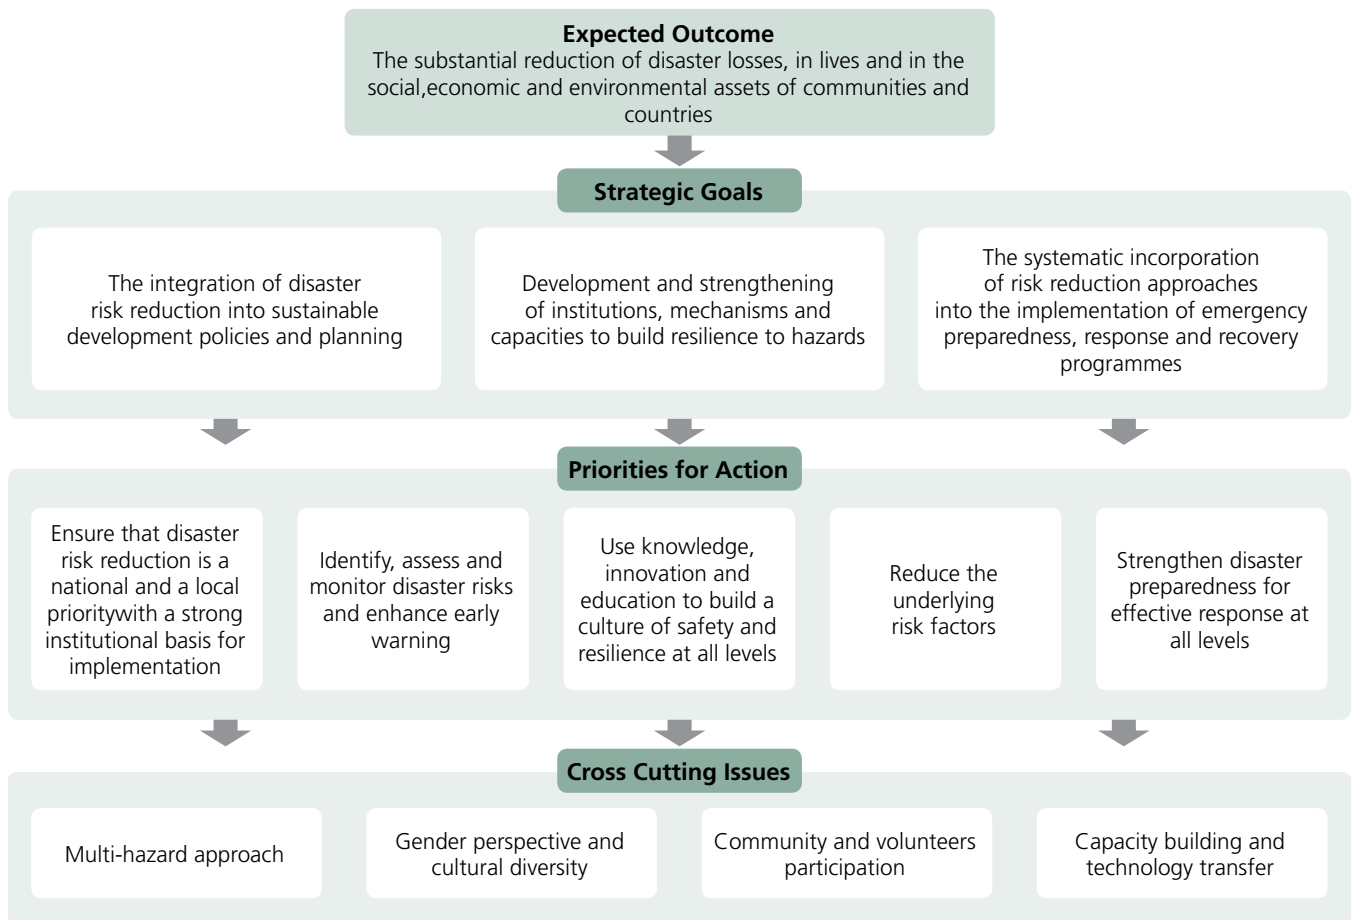 Expected Outcome
The substantial reduction of disaster losses, in lives and in the
social,economic and environmental assets of communities and
countries
Strategic Goals
The integration of disaster
risk reduction into sustainable
development policies and planning
Development and strengthening
of institutions, mechanisms and
capacities to build resilience to hazards
The systematic incorporation
of risk reduction approaches
into the implementation of emergency
preparedness, response and recovery
programmes
Priorities for Action
Ensure that disaster
risk reduction is a
national and a local
prioritywith a strong
institutional basis for
implementation
Identify, assess and
monitor disaster risks
and enhance early
warning
Use knowledge,
innovation and
education to build a
culture of safety and
resilience at all levels
Reduce the
underlying
risk factors
Strengthen disaster
preparedness for
effective response at
all levels
Cross Cutting Issues
Multi-hazard approach
Gender perspective and
cultural diversity
Community and volunteers
participation
Capacity building and
technology transfer